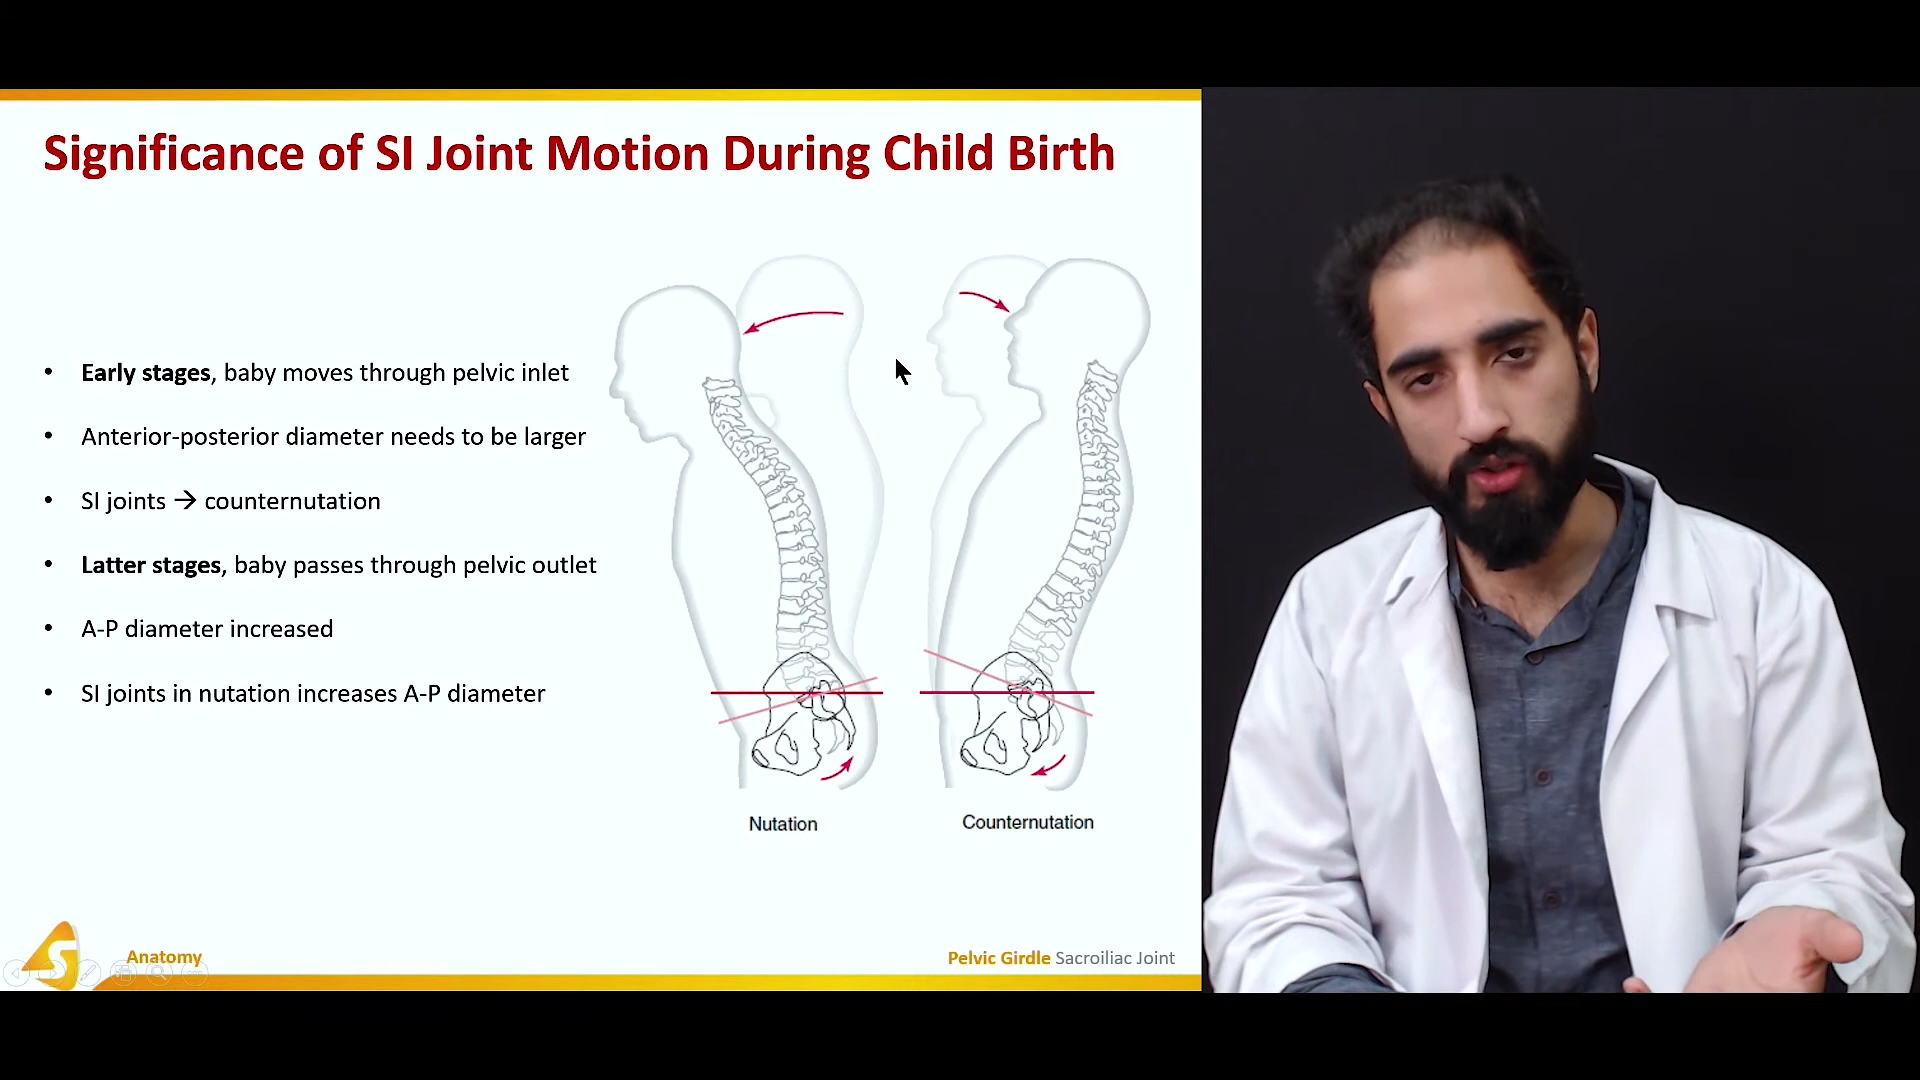 Significance of SI Joint Motion During Child Birth
• Early stages, baby moves through pelvic inlet
• Anterior-posterior diameter needs to be larger
• SI joints → counternutation
• Latter stages, baby passes through pelvic outlet
• A-P diameter increased
• SI joints in nutation increases A-P diameter
Nutation
Counternutation
S
Anatomy
Pelvic Girdle Sacroiliac Joint